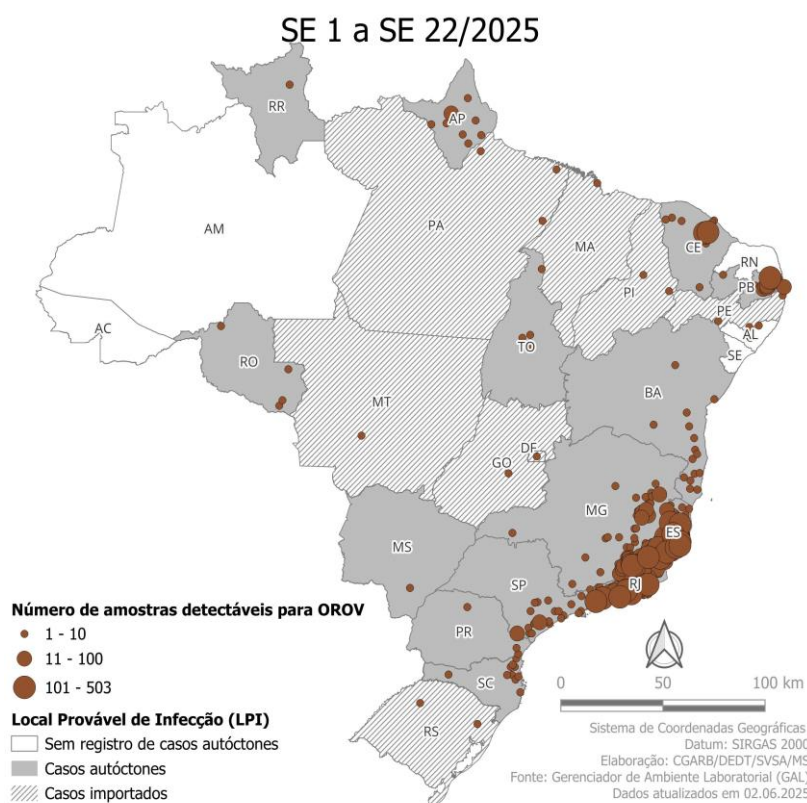 SE 1 a SE 22/2025
RR
AP
AM
PA
MA
CE
RN
PB
PI
PE
AC
AL
SE
TO
RO
BA
MT
DF
GO
MG
MS
ES
SP
RJ
PR
SC
RS
Número de amostras detectáveis para OROV
1 - 10
11 - 100
101 - 503
Local Provável de Infecção (LPI)
Sem registro de casos autóctones
Casos autóctones
Casos importados
0 50 100 km
Sistema de Coordenadas Geográficas
Datum: SIRGAS 2000
Elaboração: CGARB/DEDT/SVSA/MS
Fonte: Gerenciador de Ambiente Laboratorial (GAL)
Dados atualizados em 02.06.2025